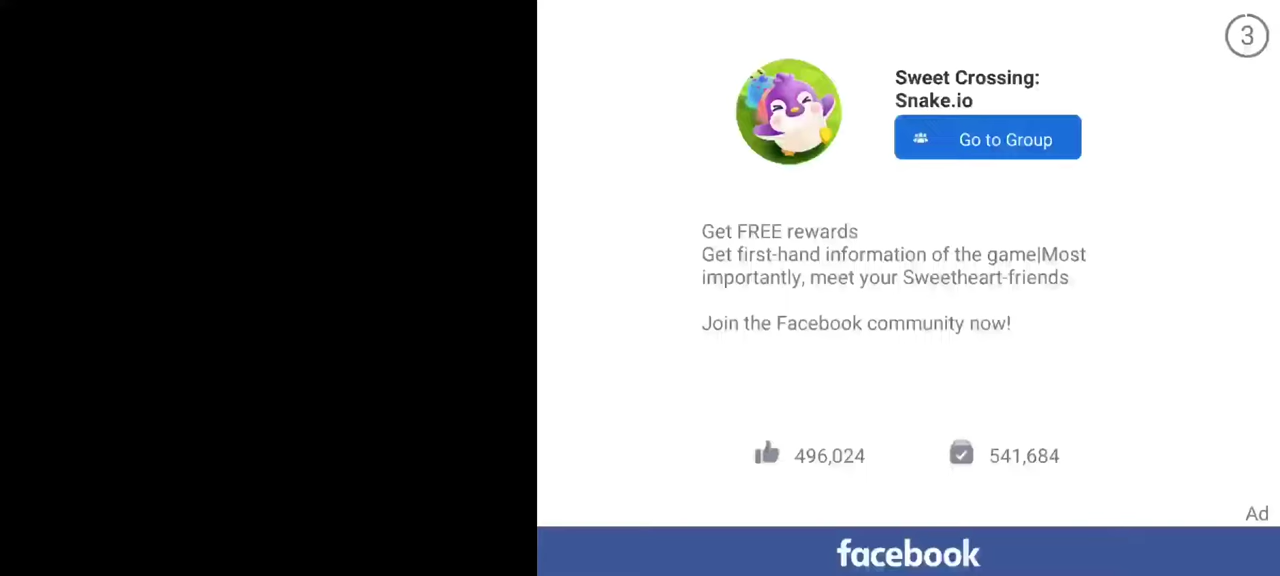 3
Sweet Crossing:
Snake.io
Go to Group
Get FREE rewards
Get first-hand information of the game|Most
importantly, meet your Sweetheart-friends
Join the Facebook community now!
496,024
541,684
Ad
facebook